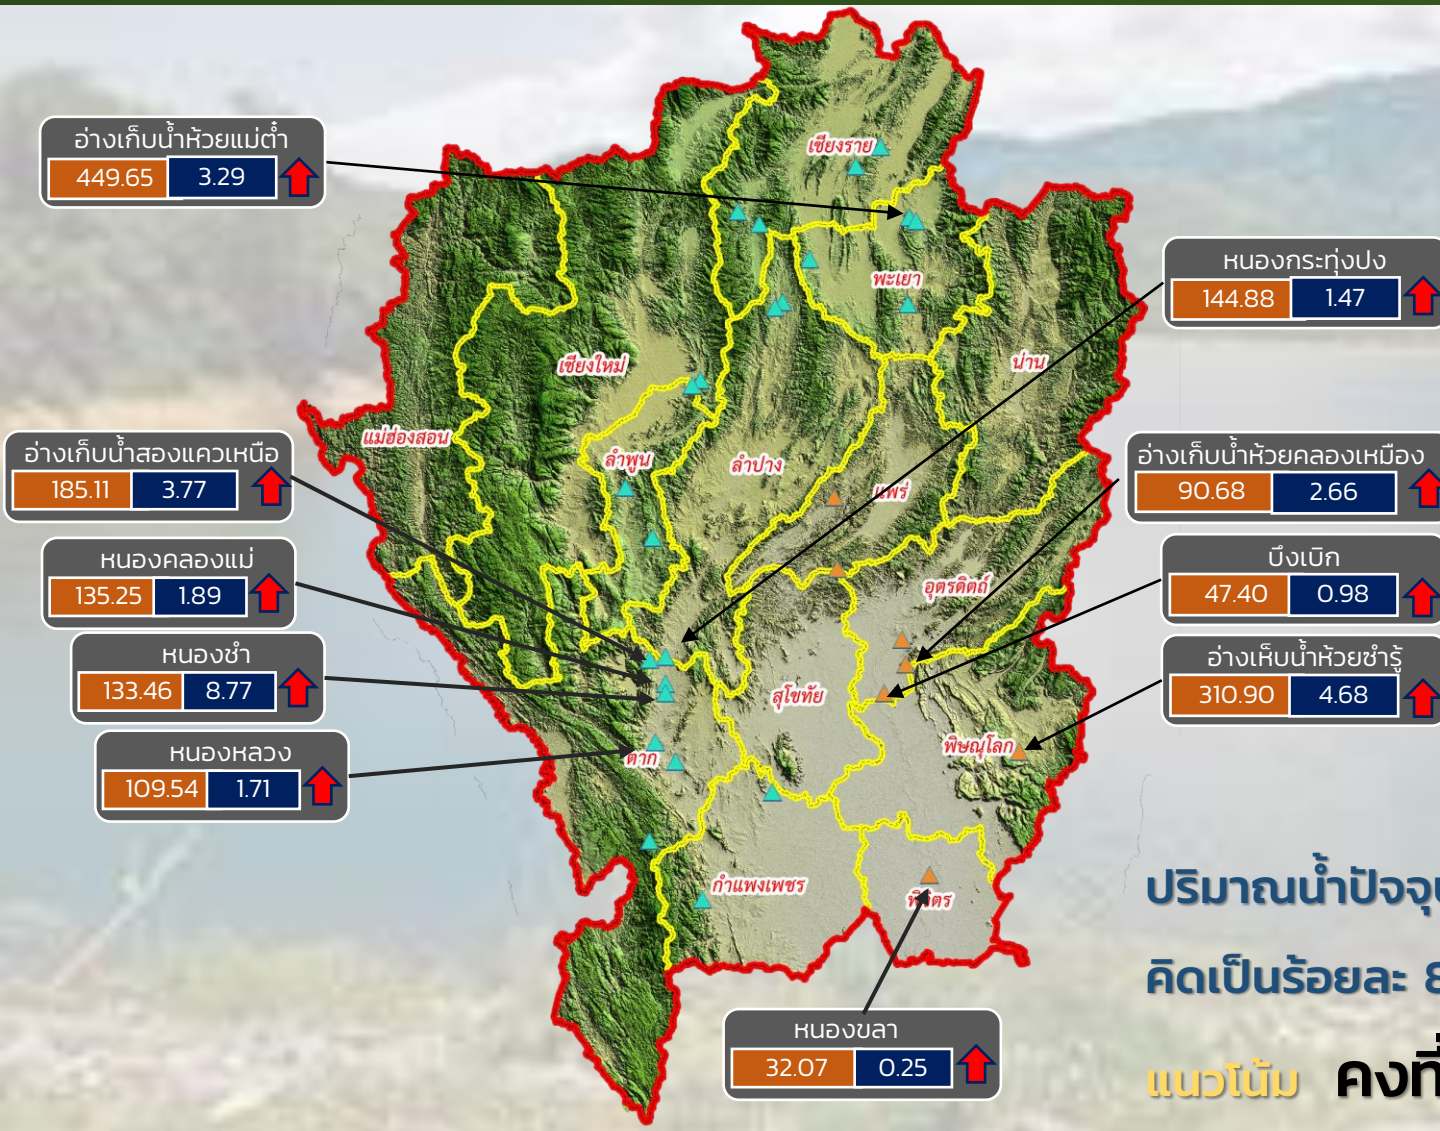 อ่างเก็บน้ำห้วยแม่ต๋ำ
449.65 3.29
เชียงราย
หนองกระทุ่งปง
144.88 1.47
พะเยา
น่าน
เชียงใหม่
แม่ฮ่องสอน
ลำพูน
ลำปาง
แพร่
อ่างเก็บน้ำสองแควเหนือ
185.11 3.77
อ่างเก็บน้ำห้วยคลองเหมือง
90.68 2.66
หนองคลองแม่
135.25 1.89
บึงเบิก
47.40 0.98
อุตรดิตถ์
หนองชำ
133.46 8.77
อ่างเห็บน้ำห้วยซำรู้
310.90 4.68
สุโขทัย
พิษณุโลก
หนองหลวง
109.54 1.71
ตาก
กำแพงเพชร
พิจิตร
หนองขลา
32.07 0.25
ปริมาณน้ำปัจจุบ
คิดเป็นร้อยละ 8
แนวโน้ม คงที่